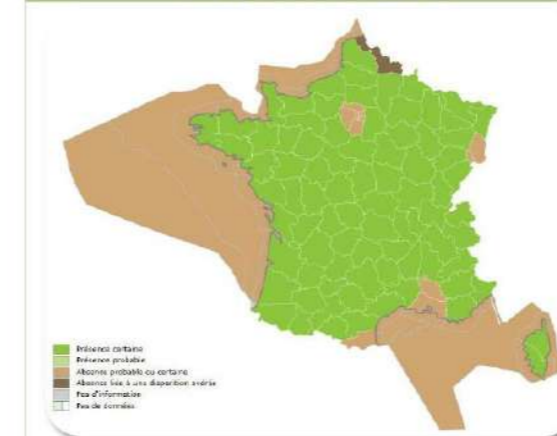 Présence certaine
Présence probable
Absence probable ou certaine
Absence liée à une disparition avérée
Pas d'information
Pas de données